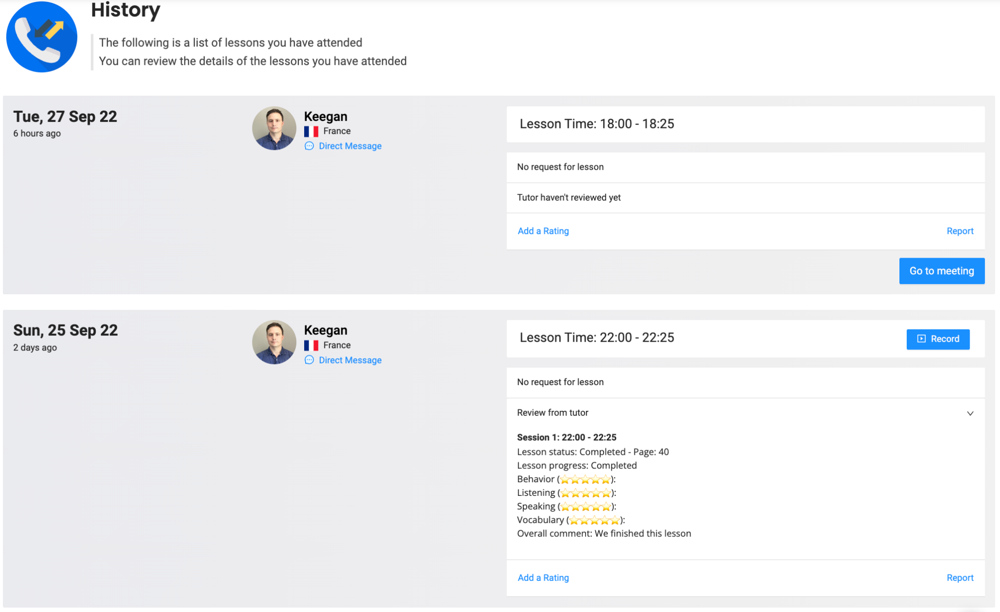 History
The following is a list of lessons you have attended
You can review the details of the lessons you have attended
Tue, 27 Sep 22
6 hours ago
Keegan
France
Direct Message
Lesson Time: 18:00 - 18:25
No request for lesson
Tutor haven't reviewed yet
Add a Rating
Report
Go to meeting
Sun, 25 Sep 22
2 days ago
Keegan
France
Direct Message
Lesson Time: 22:00 - 22:25
Record
No request for lesson
Review from tutor
Session 1: 22:00 - 22:25
Lesson status: Completed - Page: 40
Lesson progress: Completed
Behavior (⭐⭐⭐⭐⭐):
Listening (⭐⭐⭐⭐⭐):
Speaking (⭐⭐⭐⭐⭐):
Vocabulary (⭐⭐⭐⭐⭐):
Overall comment: We finished this lesson
Add a Rating
Report